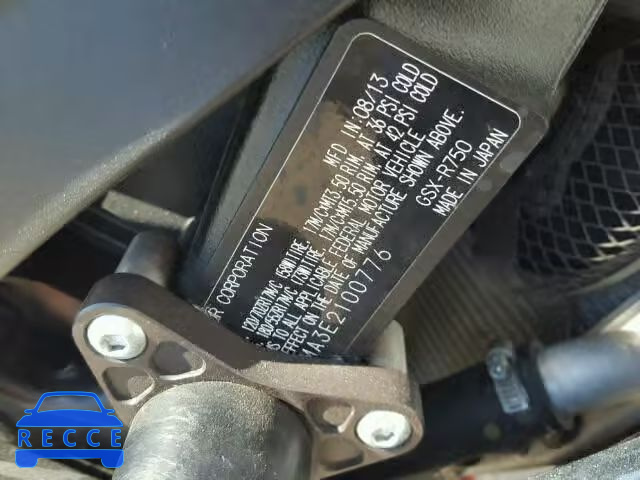 MFD IN:08/13
OR CORPORATION
120/70ZR17M/C (58W)TIRE, 17M/CxMT3.50 RIM, AT 36 PSI COLD
180/55ZR17M/C (73W)TIRE, 17M/CxMT5.50 RIM, AT 42 PSI COLD
S TO ALL APPLICABLE FEDERAL MOTOR VEHICLE
EFFECT ON THE DATE OF MANUFACTURE SHOWN ABOVE.
MA3E21007776
GSX-R750
MADE IN JAPAN
RECCE